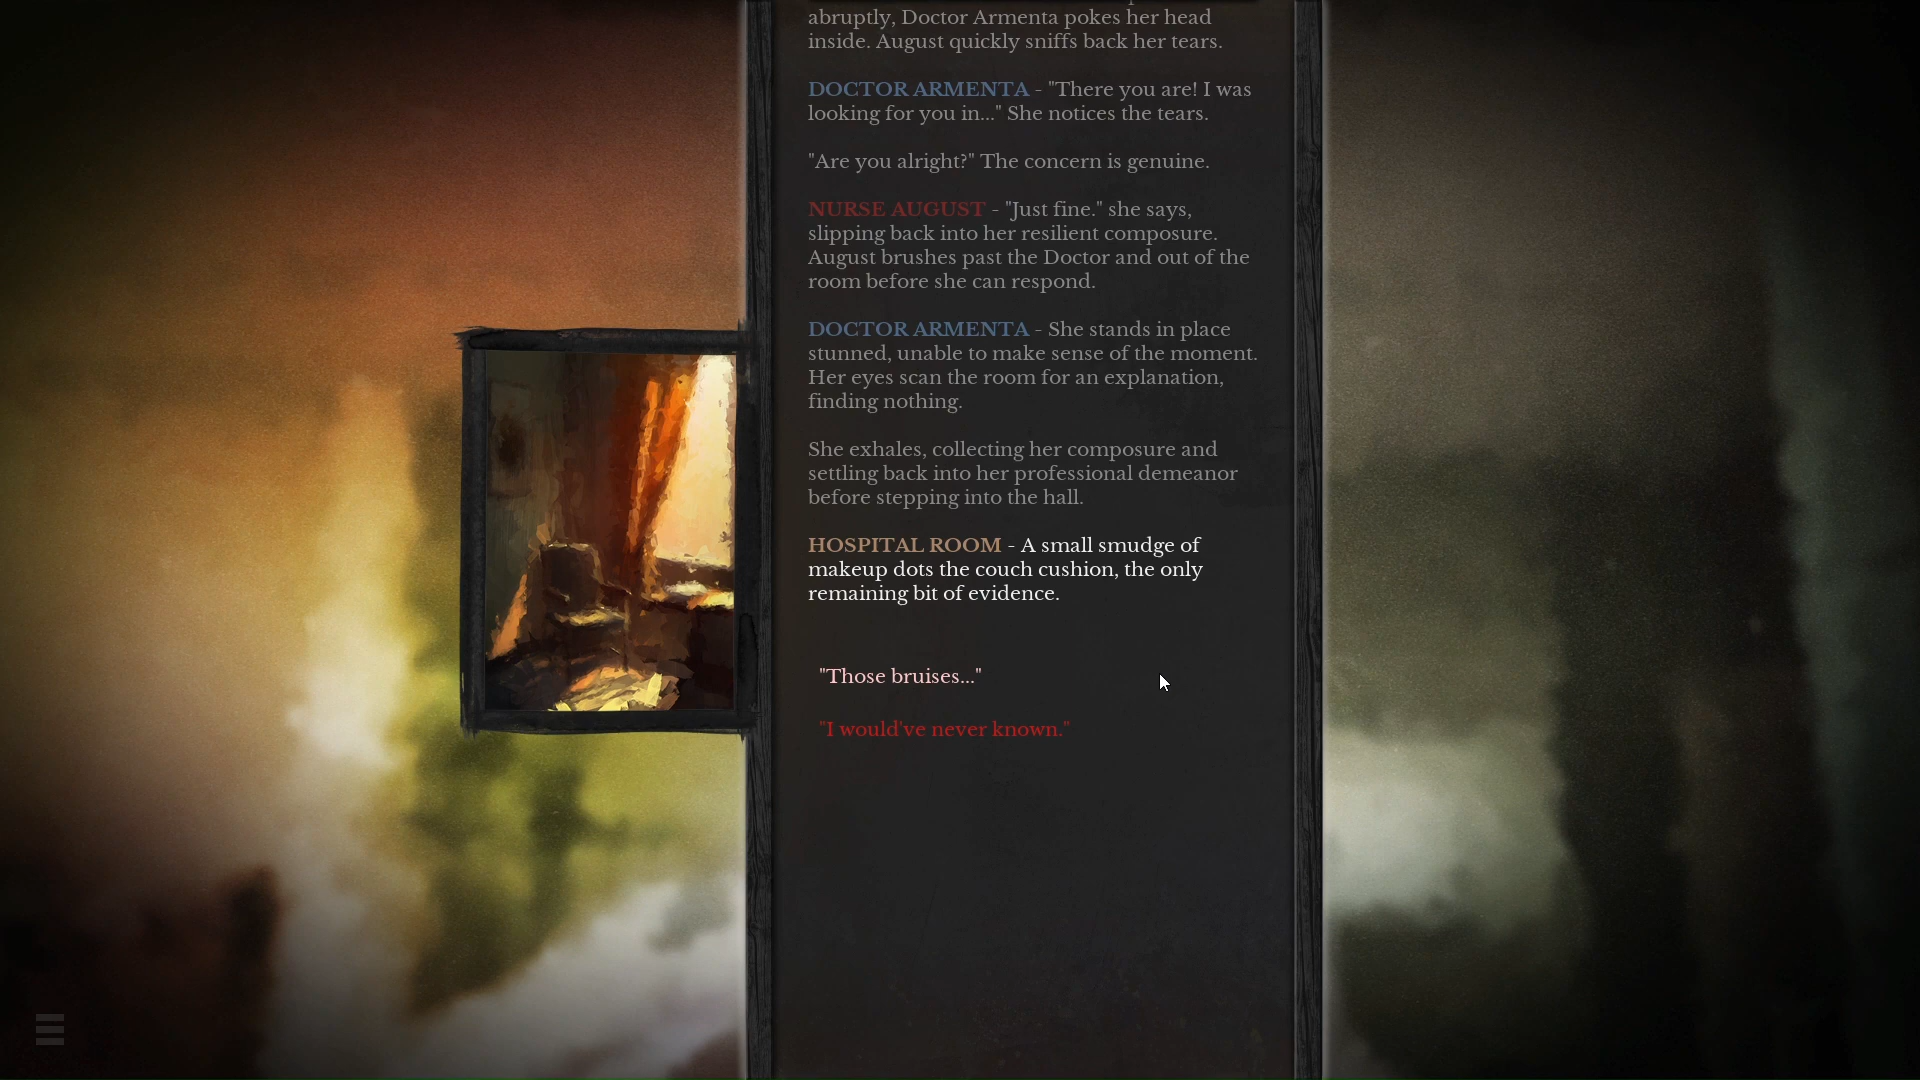 abruptly, Doctor Armenta pokes her head
inside. August quickly sniffs back her tears.
DOCTOR ARMENTA - "There you are! I was
looking for you in..." She notices the tears.
"Are you alright?" The concern is genuine.
NURSE AUGUST - "Just fine." she says,
slipping back into her resilient composure.
August brushes past the Doctor and out of the
room before she can respond.
DOCTOR ARMENTA - She stands in place
stunned, unable to make sense of the moment.
Her eyes scan the room for an explanation,
finding nothing.
She exhales, collecting her composure and
settling back into her professional demeanor
before stepping into the hall.
HOSPITAL ROOM - A small smudge of
makeup dots the couch cushion, the only
remaining bit of evidence.
"Those bruises..."
"I would've never known."